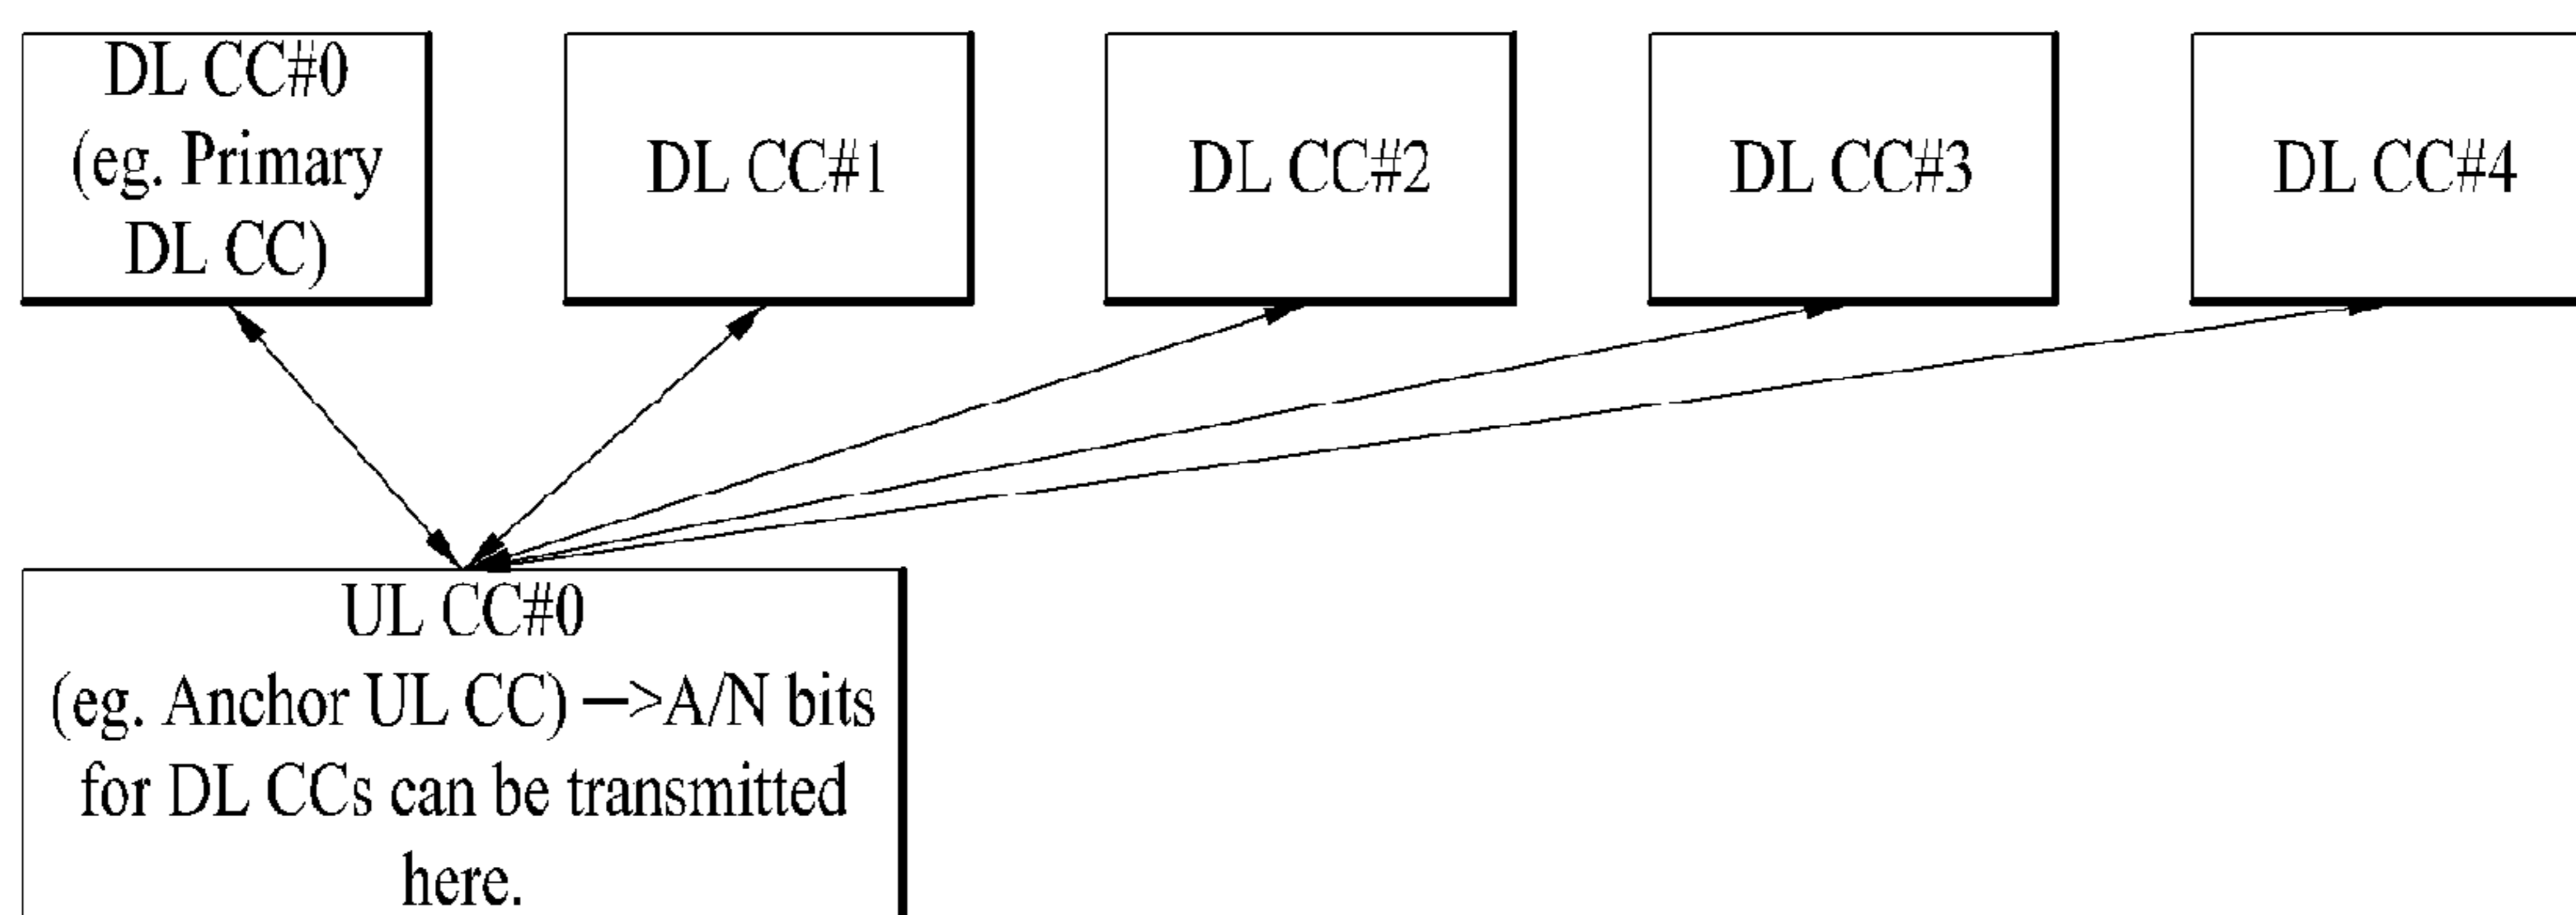 DL CC#0
(eg. Primary
DL CC)
DL CC#1
DL CC#2
DL CC#3
DL CC#4
UL CC#0
(eg. Anchor UL CC) —>A/N bits
for DL CCs can be transmitted
here.